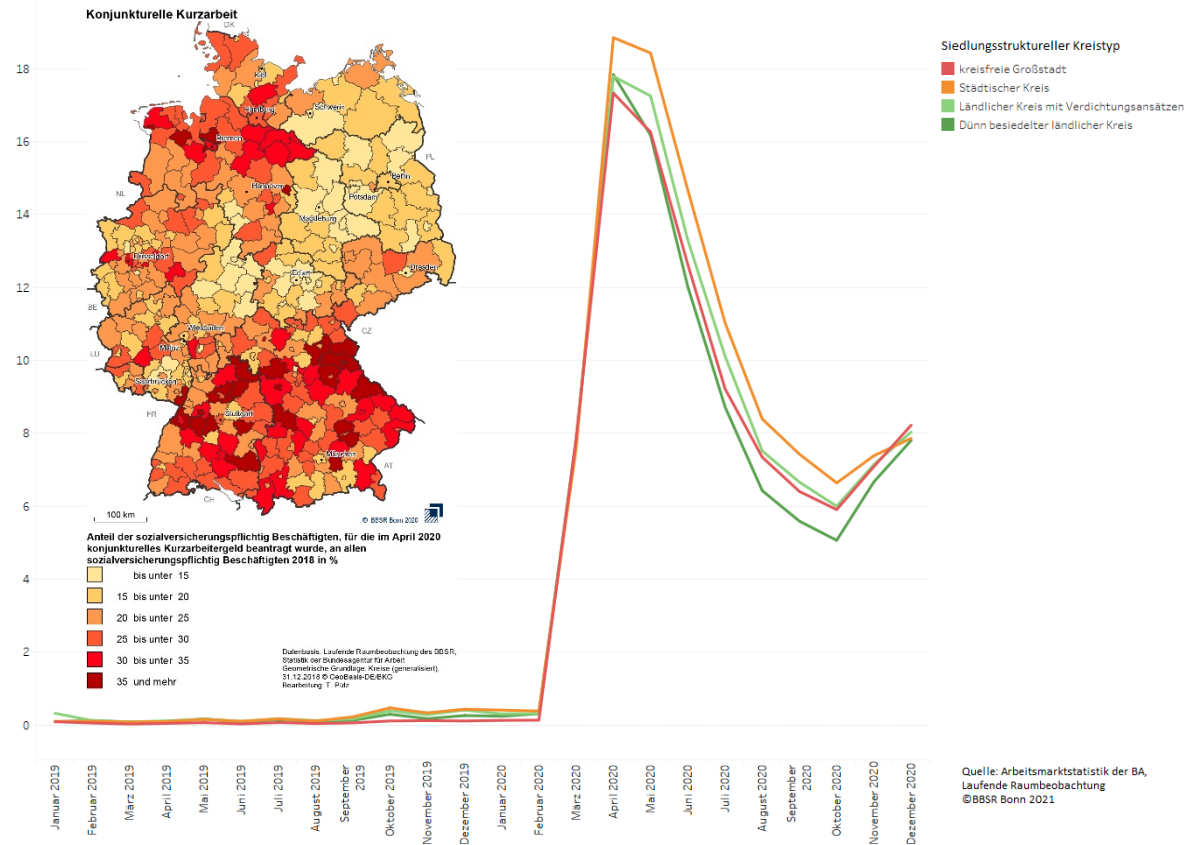 Konjunkturelle Kurzarbeit
DK
Kiel
Schwerin
Hamburg
Bremen
PL
Berlin
NL
Hannover
Potsdam
Magdeburg
Düsseldorf
Erfurt
Dresden
BE
Wiesbaden
CZ
LU
Mainz
Saarbrücken
FR
Stuttgart
München
AT
CH
100 km
© BBSR Bonn 2020
Anteil der sozialversicherungspflichtig Beschäftigten, für die im April 2020
konjunkturelles Kurzarbeitergeld beantragt wurde, an allen
sozialversicherungspflichtig Beschäftigten 2018 in %
bis unter 15
15 bis unter 20
20 bis unter 25
25 bis unter 30
30 bis unter 35
35 und mehr
Datenbasis: Laufende Raumbeobachtung des BBSR,
Statistik der Bundesagentur für Arbeit
Geometrische Grundlage: Kreise (generalisiert),
31.12.2018 © GeoBasis-DE/BKG
Bearbeitung: T. Pütz
18
16
14
12
10
8
6
4
2
0
Januar 2019
Februar 2019
März 2019
April 2019
Mai 2019
Juni 2019
Juli 2019
August 2019
September
2019
Oktober 2019
November 2019
Dezember 2019
Januar 2020
Februar 2020
März 2020
April 2020
Mai 2020
Juni 2020
Juli 2020
August 2020
September
2020
Oktober 2020
November 2020
Dezember 2020
Siedlungsstruktureller Kreistyp
kreisfreie Großstadt
Städtischer Kreis
Ländlicher Kreis mit Verdichtungsansätzen
Dünn besiedelter ländlicher Kreis
Quelle: Arbeitsmarktstatistik der BA,
Laufende Raumbeobachtung
©BBSR Bonn 2021